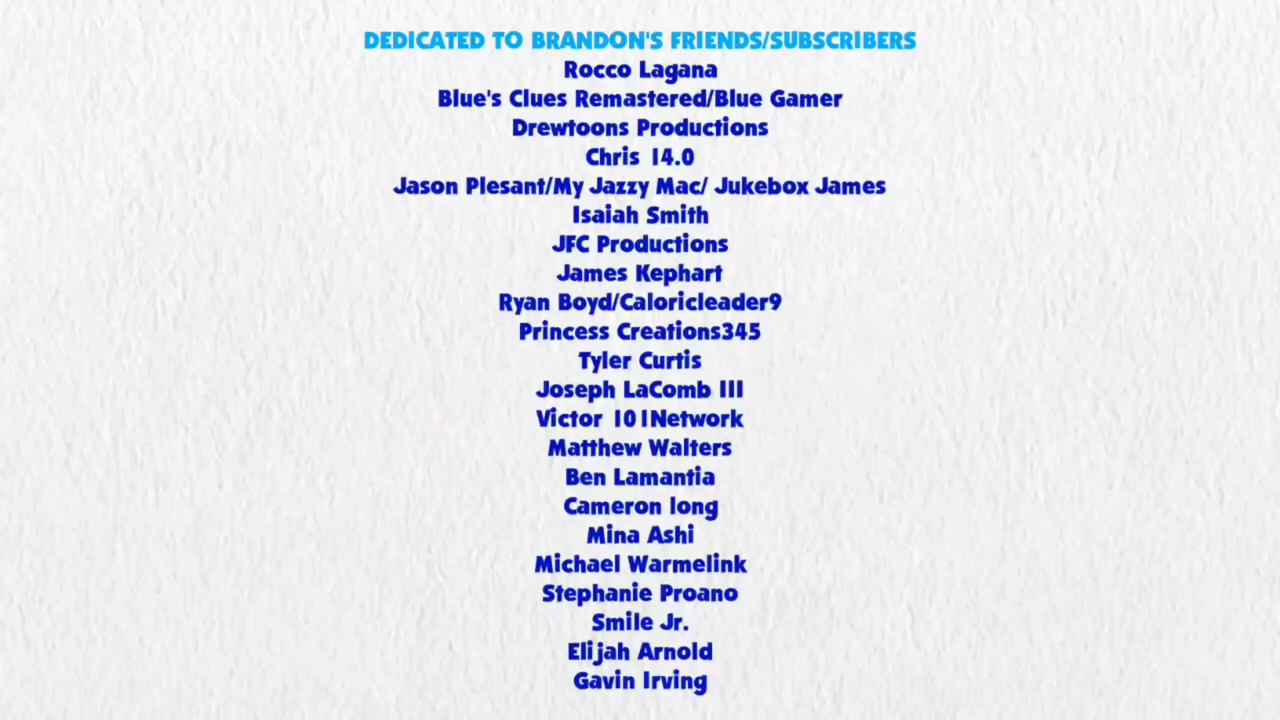 DEDICATED TO BRANDON'S FRIENDS/SUBSCRIBERS
Rocco Lagana
Blue's Clues Remastered/Blue Gamer
Drewtoons Productions
Chris 14.0
Jason Plesant/My Jazzy Mac/ Jukebox James
Isaiah Smith
JFC Productions
James Kephart
Ryan Boyd/Caloricleader9
Princess Creations345
Tyler Curtis
Joseph LaComb III
Victor 101Network
Matthew Walters
Ben Lamantia
Cameron long
Mina Ashi
Michael Warmelink
Stephanie Proano
Smile Jr.
Elijah Arnold
Gavin Irving